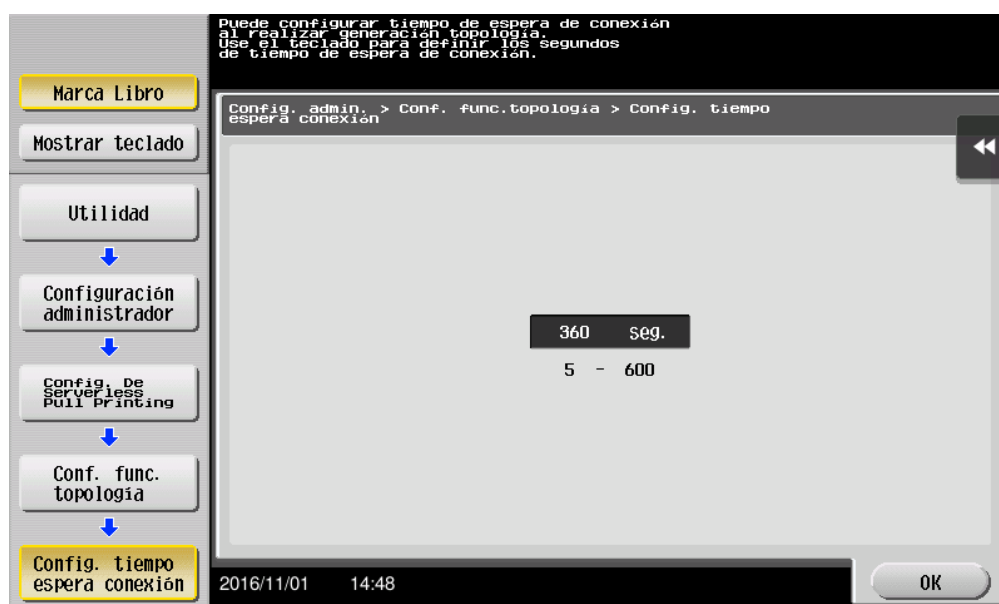 Puede configurar tiempo de espera de conexión
al realizar generación topología.
Use el teclado para definir los segundos
de tiempo de espera de conexión.
Marca Libro
Mostrar teclado
Utilidad
Configuración
administrador
Config. De
Serverless
Pull Printing
Conf. func.
topología
Config. tiempo
espera conexión
Config. admin. > Conf. func.topología > Config. tiempo
espera conexión
360 seg.
5 - 600
2016/11/01 14:48
OK